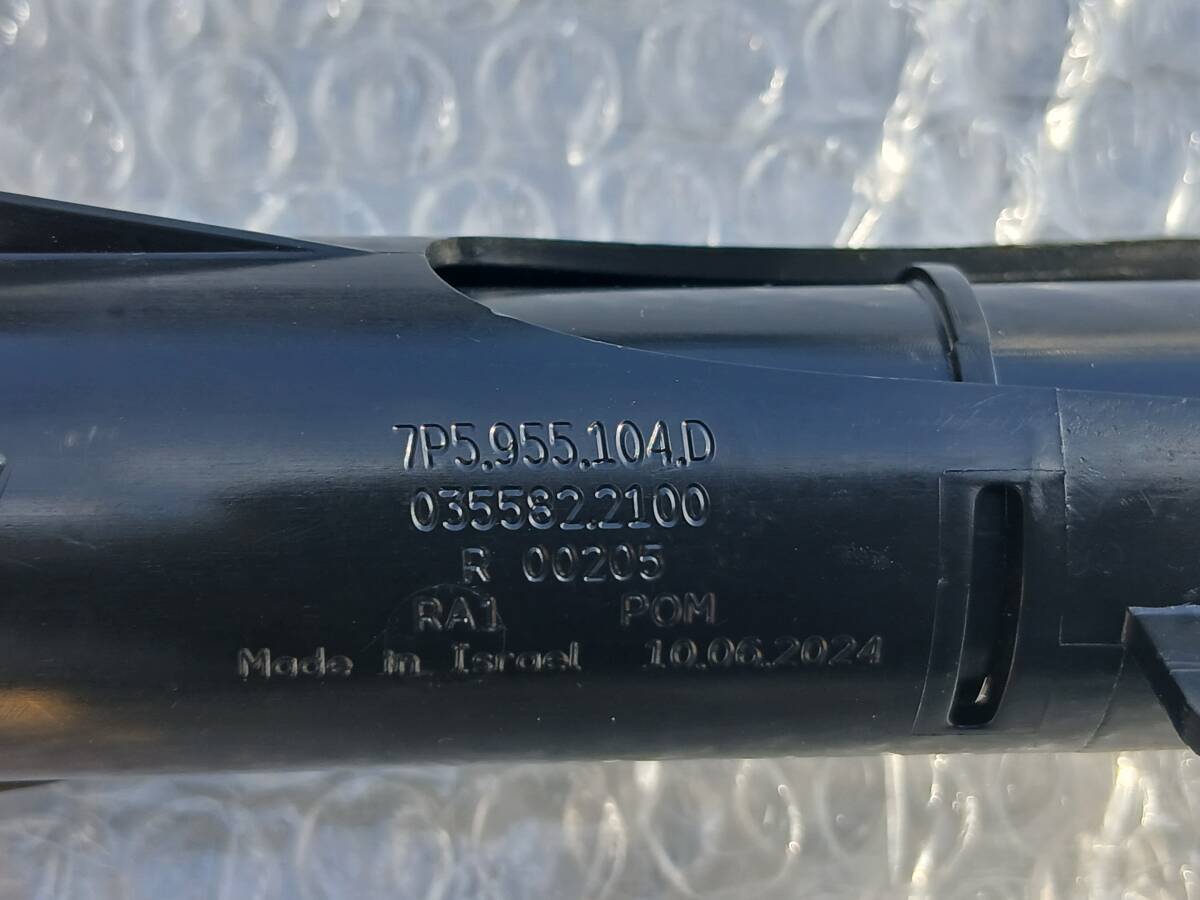 7P5.955.104.D
035582.2100
R 00205
RA1 POM
Made in Israel 10.06.2024